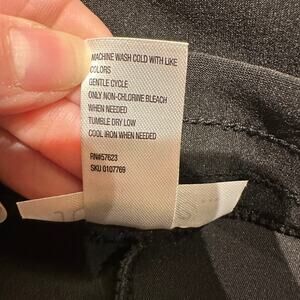 MACHINE WASH COLD WITH LIKE
COLORS
GENTLE CYCLE
ONLY NON-CHLORINE BLEACH
WHEN NEEDED
TUMBLE DRY LOW
COOL IRON WHEN NEEDED
RN#57623
SKU 0107769